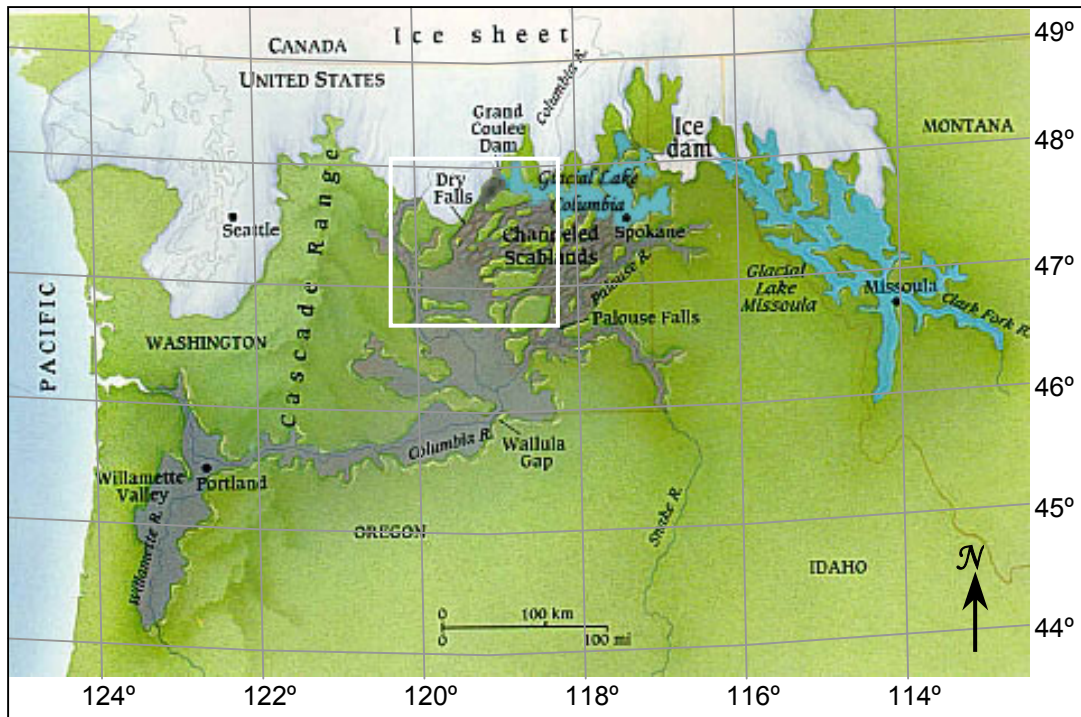 Ice sheet
CANADA
UNITED STATES
Columbia R.
49º
Grand
Coulee
Dam
Ice
dam
MONTANA
48º
Dry
Falls
Glacial Lake
Columbia
Seattle
Cascade Range
Channeled
Scablands
Spokane
Palouse R.
Glacial
Lake
Missoula
Missoula
Clark Fork R.
47º
PACIFIC
WASHINGTON
Palouse Falls
46º
Columbia R.
Wallula
Gap
Willamette
Valley
Portland
Willamette R.
OREGON
Snake R.
45º
IDAHO
N
0 100 km
0 100 mi
44º
124º 122º 120º 118º 116º 114º